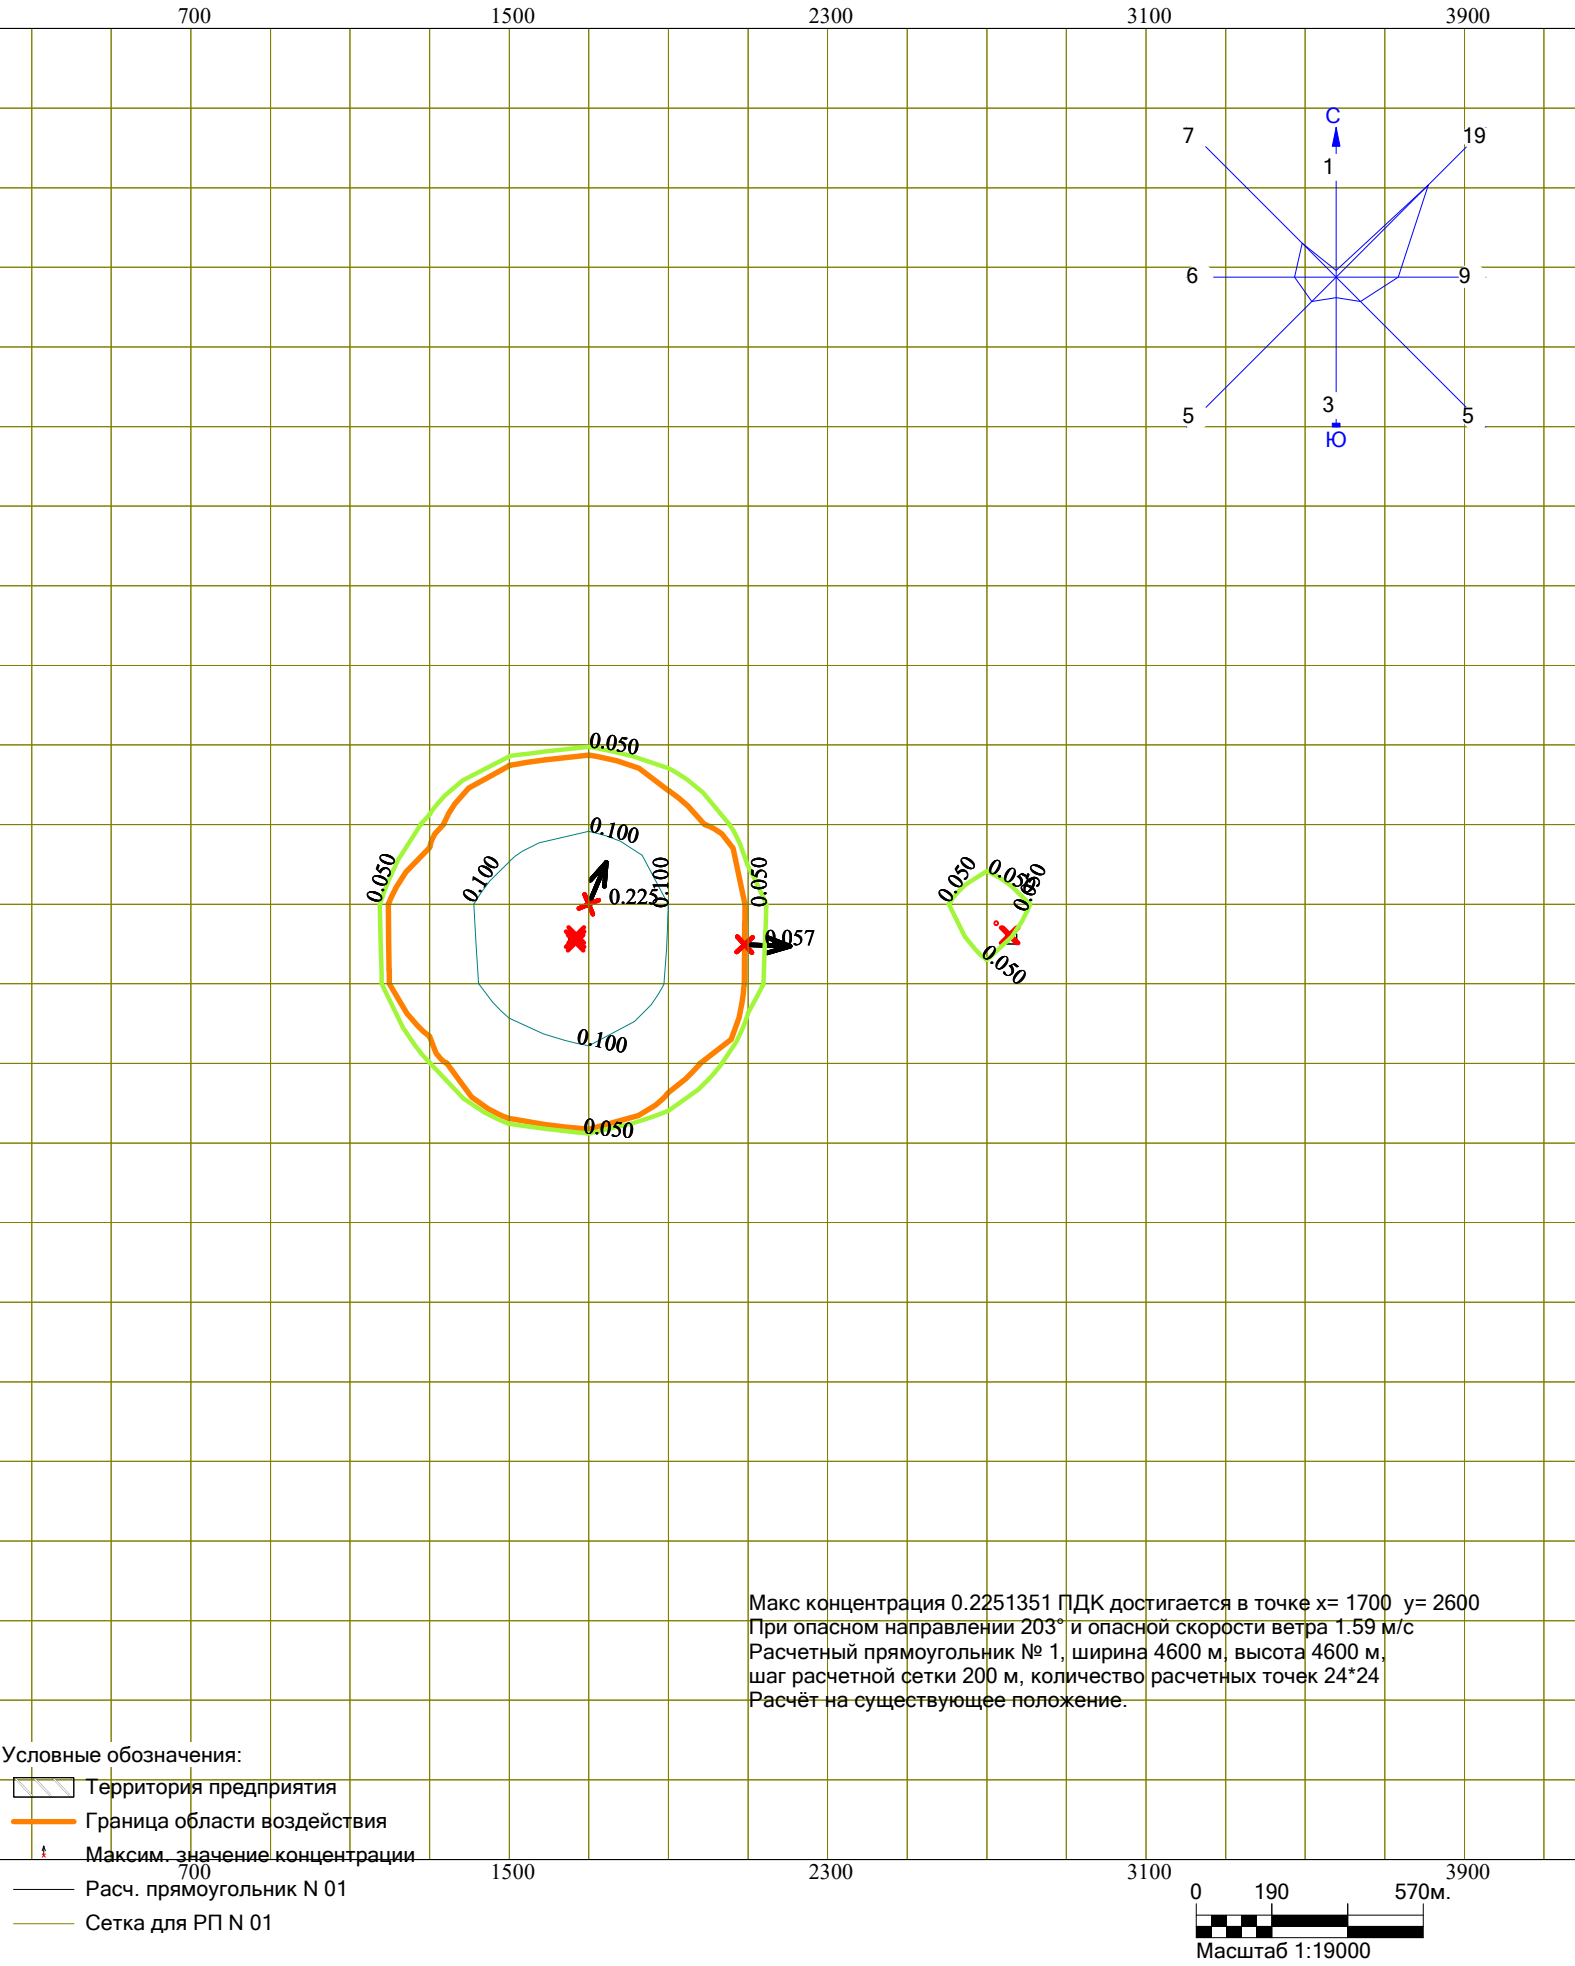 700 1500 2300 3100 3900
С
7 19
1
6 9
5 3 5
Ю
0.050
0.100
0.050 0.100 0.100 0.050
0.225
0.057
0.050 0.050 0.050
0.050
0.100
0.050
Макс концентрация 0.2251351 ПДК достигается в точке x= 1700 y= 2600
При опасном направлении 203° и опасной скорости ветра 1.59 м/с
Расчетный прямоугольник № 1, ширина 4600 м, высота 4600 м,
шаг расчетной сетки 200 м, количество расчетных точек 24*24
Расчёт на существующее положение.
Условные обозначения:
Территория предприятия
Граница области воздействия
Максим. значение концентрации
Расч. прямоугольник N 01
Сетка для РП N 01
700 1500 2300 3100 3900
0 190 570м.
Масштаб 1:19000